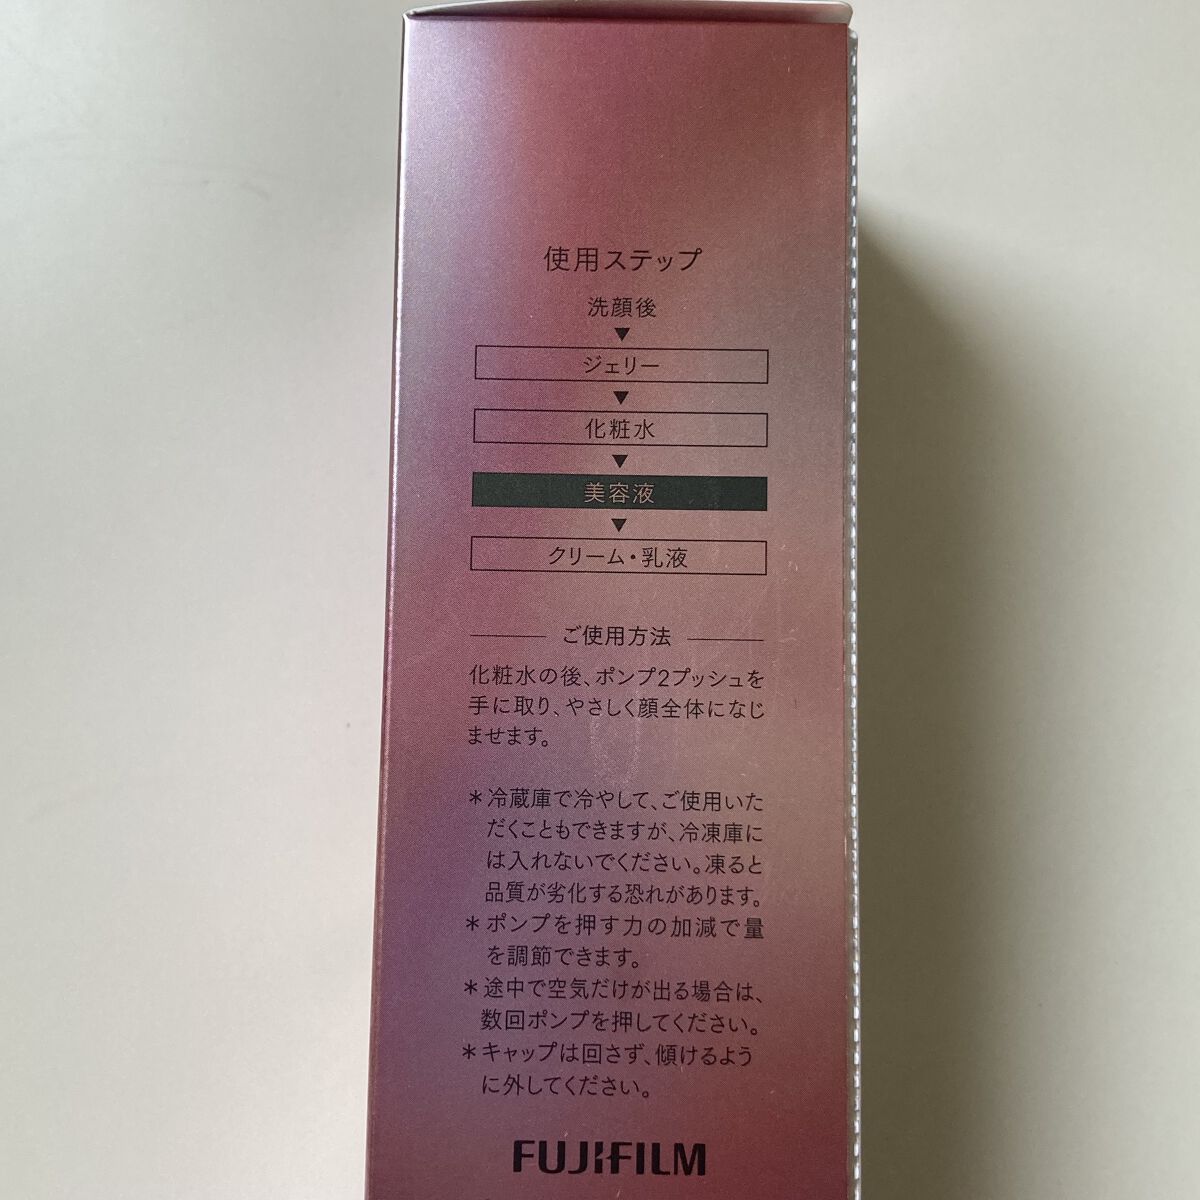 使用ステップ
洗顔後
▼
ジェリー
▼
化粧水
▼
美容液
▼
クリーム・乳液
ご使用方法
化粧水の後、ポンプ2プッシュを
手に取り、やさしく顔全体になじ
ませます。
＊冷蔵庫で冷やして、ご使用いた
だくこともできますが、冷凍庫に
は入れないでください。凍ると
品質が劣化する恐れがあります。
＊ポンプを押す力の加減で量
を調節できます。
＊途中で空気だけが出る場合は、
数回ポンプを押してください。
＊キャップは回さず、傾けるよう
に外してください。
FUJIFILM